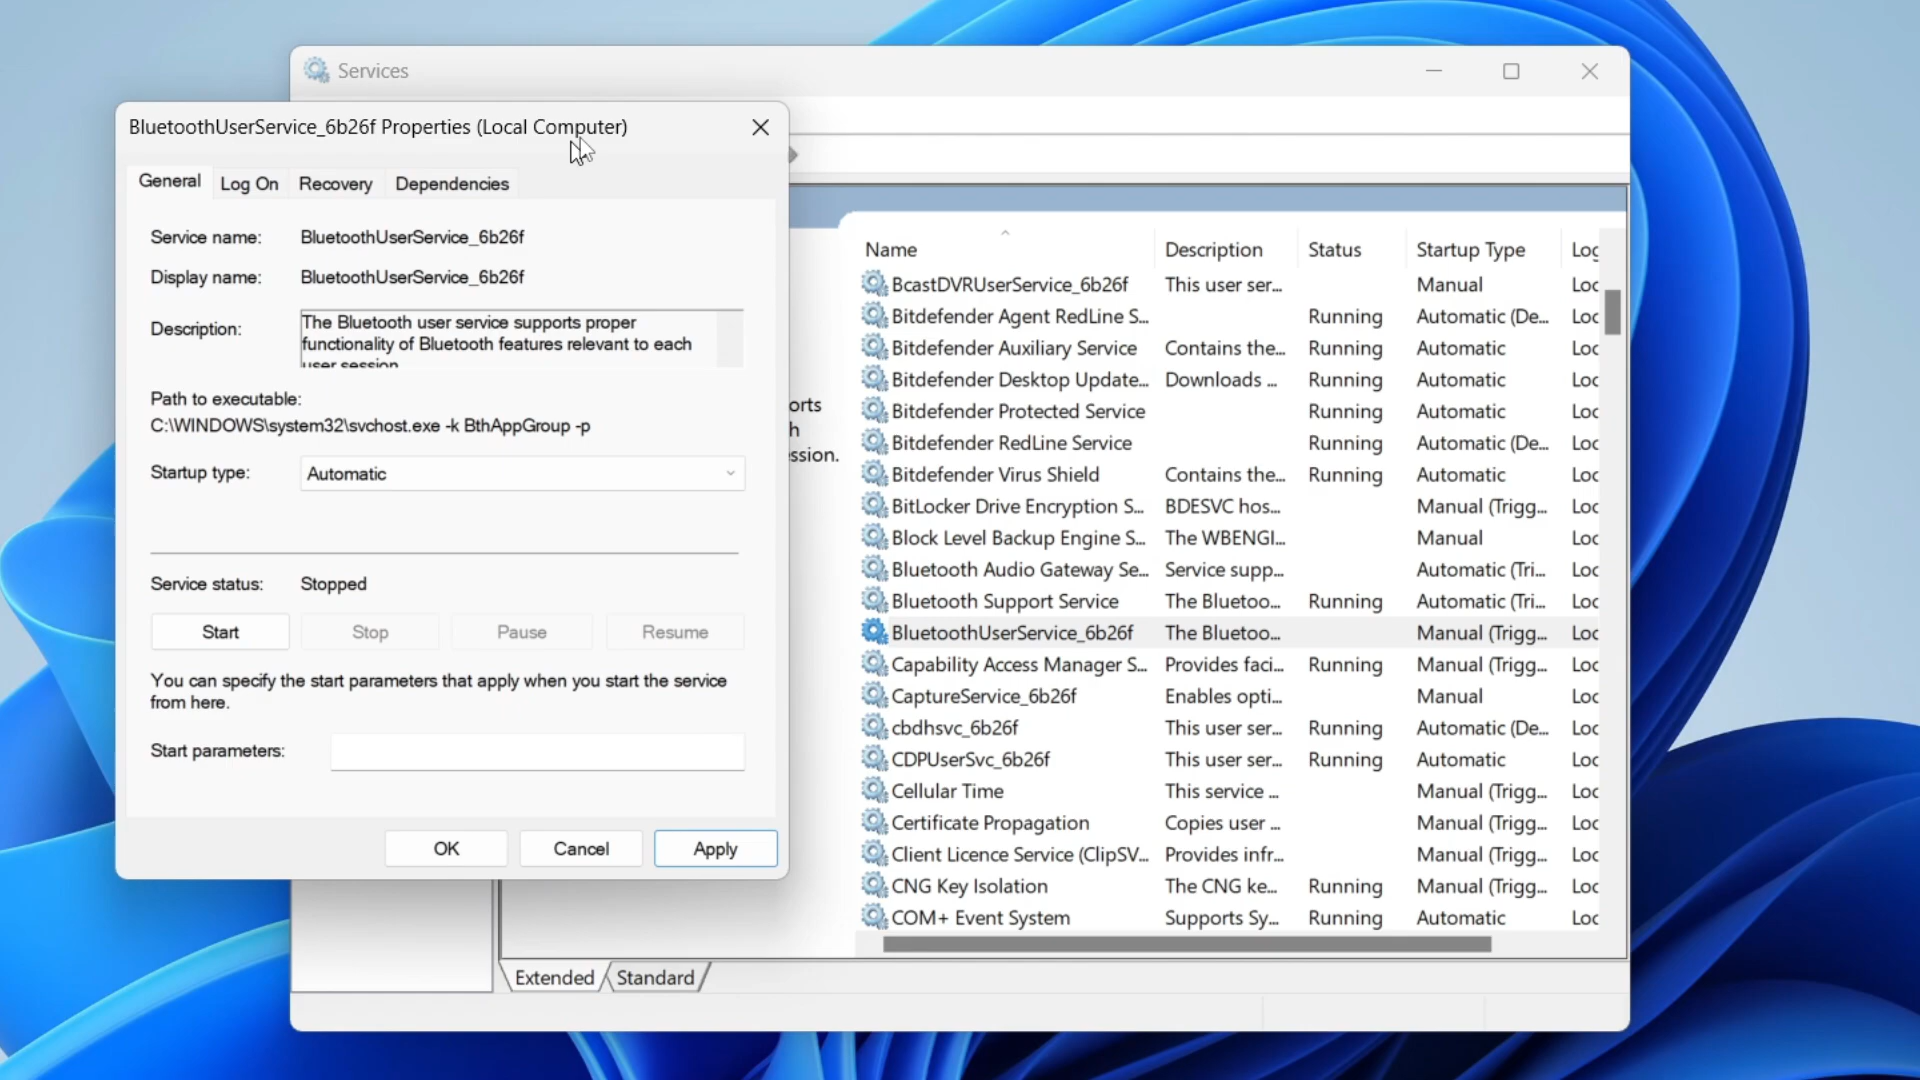 Services
BluetoothUserService_6b26f Properties (Local Computer)
General Log On Recovery Dependencies
Service name: BluetoothUserService_6b26f
Display name: BluetoothUserService_6b26f
Description: The Bluetooth user service supports proper
functionality of Bluetooth features relevant to each
user session
Path to executable:
C:\WINDOWS\system32\svchost.exe -k BthAppGroup -p
Startup type: Automatic
Service status: Stopped
Start Stop Pause Resume
You can specify the start parameters that apply when you start the service
from here.
Start parameters:
OK Cancel Apply
orts
h
ssion.
Name Description Status Startup Type Log
BcastDVRUserService_6b26f This user ser... Manual Loc
Bitdefender Agent RedLine S... Running Automatic (De... Loc
Bitdefender Auxiliary Service Contains the... Running Automatic Loc
Bitdefender Desktop Update... Downloads ... Running Automatic Loc
Bitdefender Protected Service Running Automatic Loc
Bitdefender RedLine Service Running Automatic (De... Loc
Bitdefender Virus Shield Contains the... Running Automatic Loc
BitLocker Drive Encryption S... BDESVC hos... Manual (Trigg... Loc
Block Level Backup Engine S... The WBENGI... Manual Loc
Bluetooth Audio Gateway Se... Service supp... Automatic (Tri... Loc
Bluetooth Support Service The Bluetoo... Running Automatic (Tri... Loc
BluetoothUserService_6b26f The Bluetoo... Manual (Trigg... Loc
Capability Access Manager S... Provides faci... Running Manual (Trigg... Loc
CaptureService_6b26f Enables opti... Manual Loc
cbdhsvc_6b26f This user ser... Running Automatic (De... Loc
CDPUserSvc_6b26f This user ser... Running Automatic Loc
Cellular Time This service ... Manual (Trigg... Loc
Certificate Propagation Copies user ... Manual (Trigg... Loc
Client Licence Service (ClipSV... Provides infr... Manual (Trigg... Loc
CNG Key Isolation The CNG ke... Running Manual (Trigg... Loc
COM+ Event System Supports Sy... Running Automatic Loc
Extended Standard